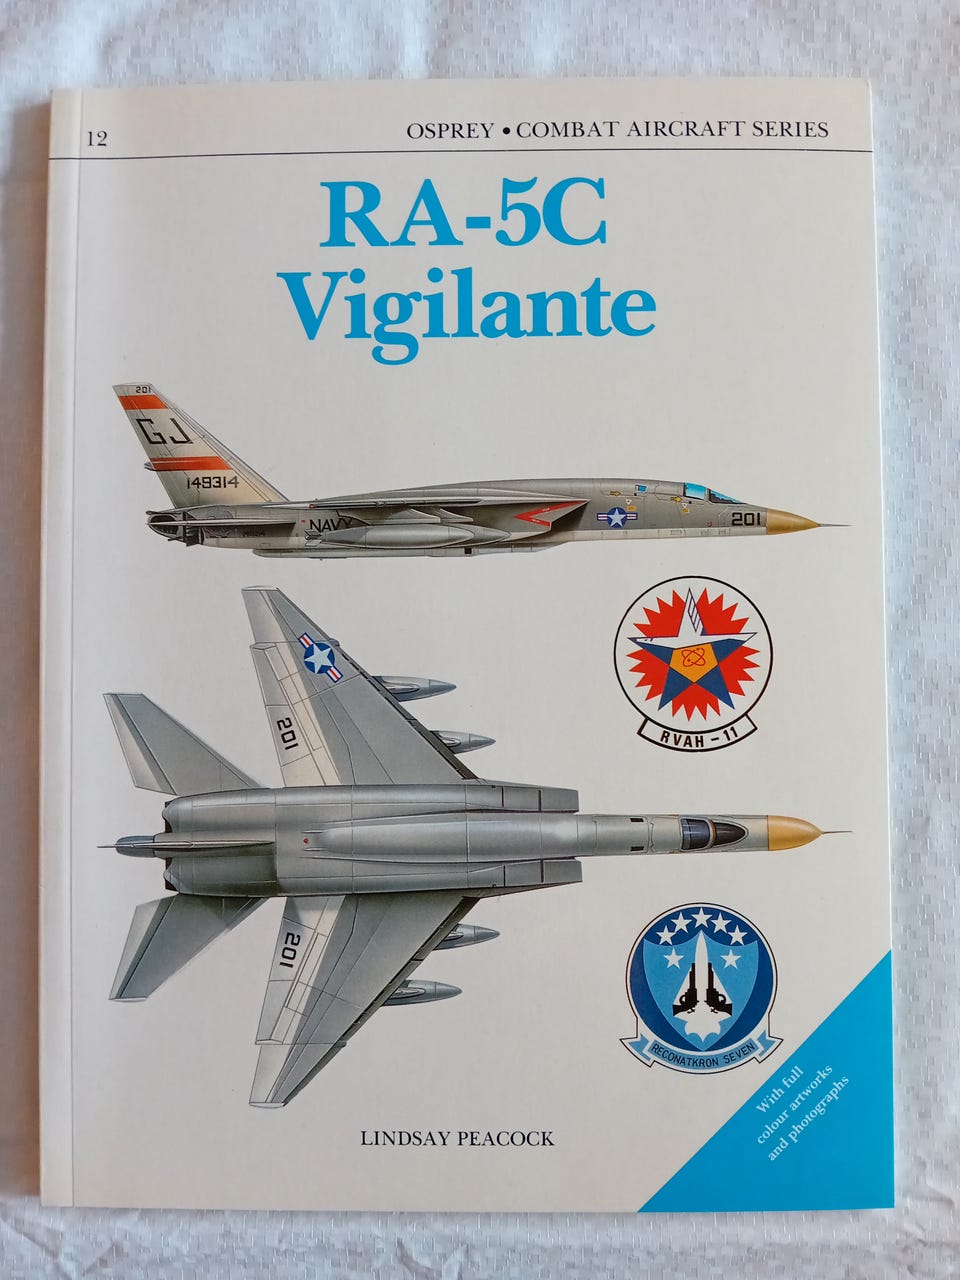 12
OSPREY • COMBAT AIRCRAFT SERIES
RA-5C
Vigilante
201
GJ
149314
NAVY
201
201
RVAH-11
201
RECONATKRON SEVEN
With full
colour artworks
and photographs
LINDSAY PEACOCK